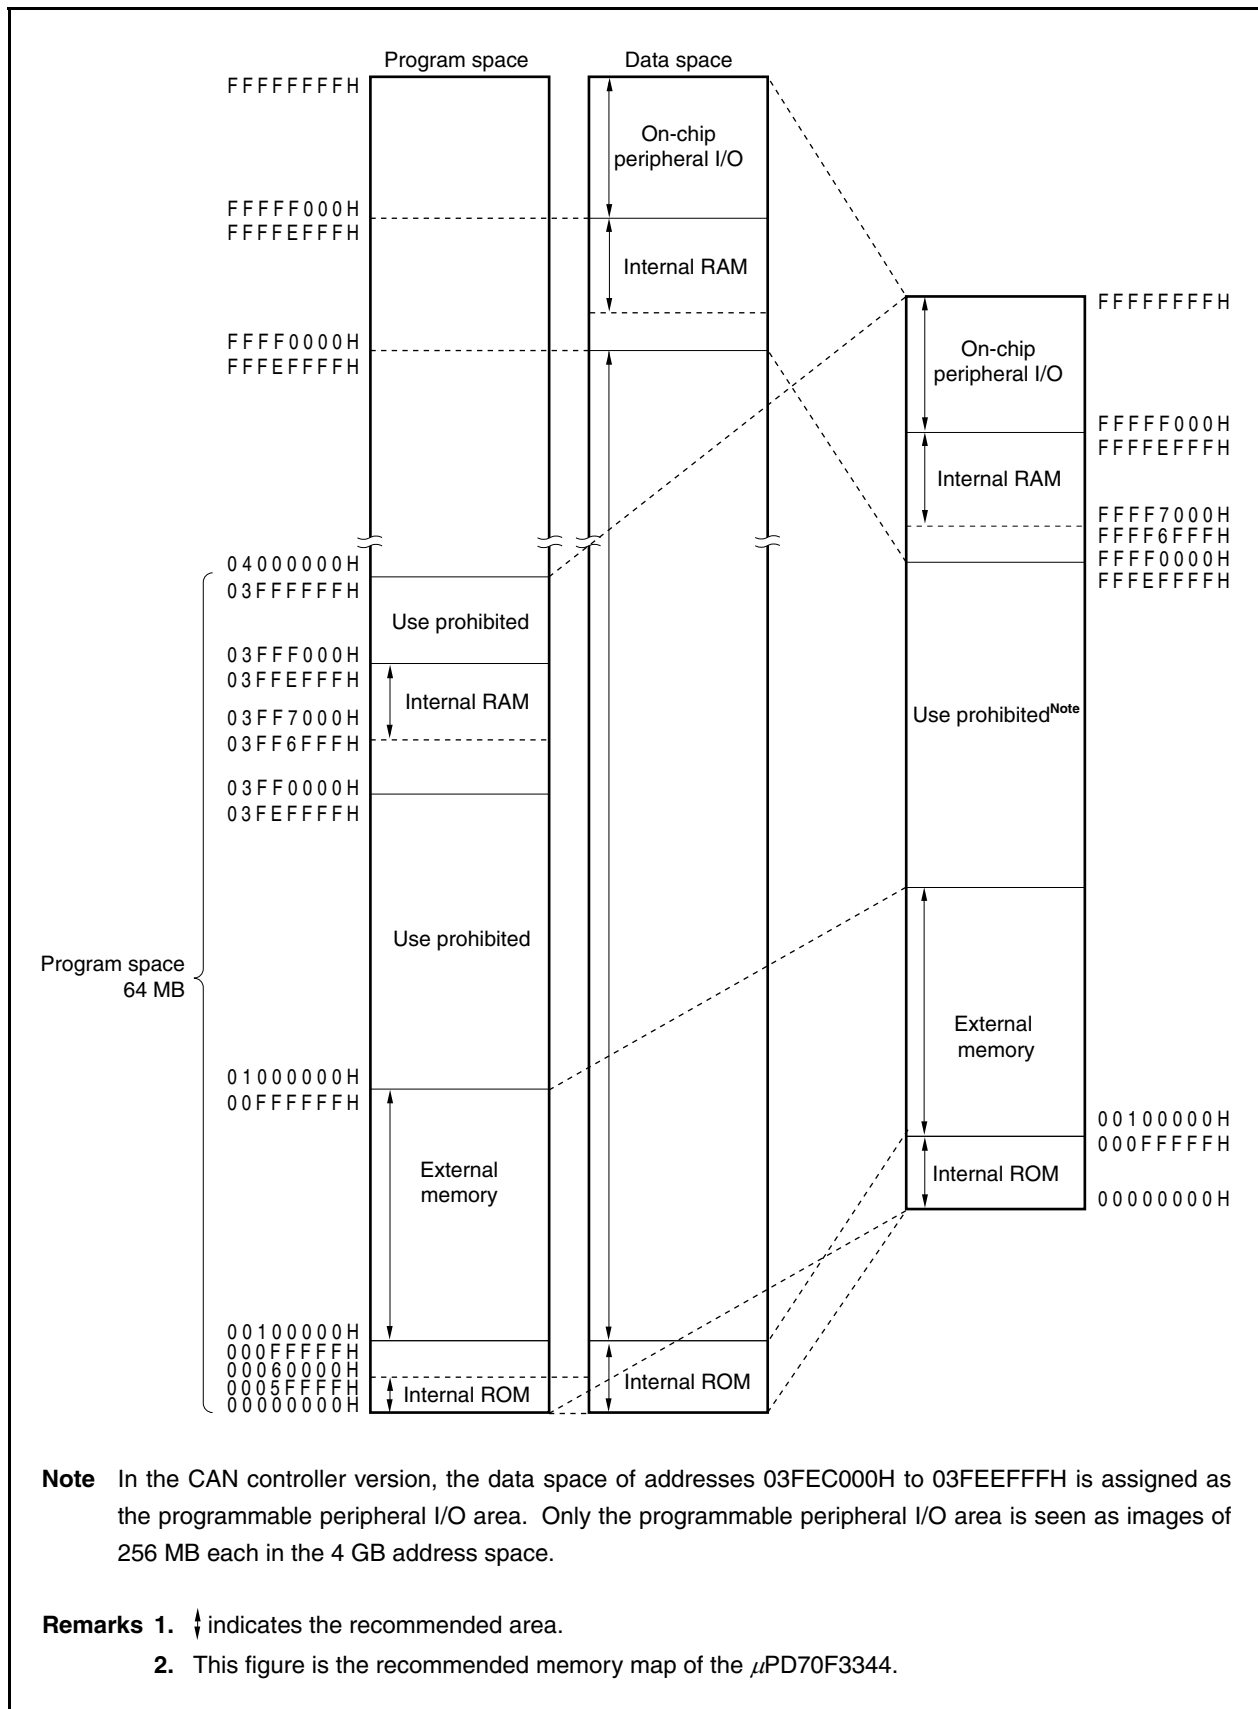 Program space
Data space
FFFFFFFFH
On-chip
peripheral I/O
FFFFF000H
FFFFEFFFH
Internal RAM
FFFF0000H
FFFEFFFFH
04000000H
03FFFFFFH
Use prohibited
03FFF000H
03FFEFFFH
Internal RAM
03FF7000H
03FF6FFFH
03FF0000H
03FEFFFFH
Use prohibited
Program space
64 MB
01000000H
00FFFFFFH
External
memory
00100000H
000FFFFFH
00060000H
0005FFFFH
00000000H
Internal ROM
Internal ROM
FFFFFFFFH
On-chip
peripheral I/O
FFFFF000H
FFFFEFFFH
Internal RAM
FFFF7000H
FFFF6FFFH
FFFF0000H
FFFEFFFFH
Use prohibitedNote
External
memory
00100000H
000FFFFFH
Internal ROM
00000000H
Note In the CAN controller version, the data space of addresses 03FEC000H to 03FEEFFFH is assigned as
the programmable peripheral I/O area. Only the programmable peripheral I/O area is seen as images of
256 MB each in the 4 GB address space.
Remarks 1. ↕ indicates the recommended area.
2. This figure is the recommended memory map of the μPD70F3344.